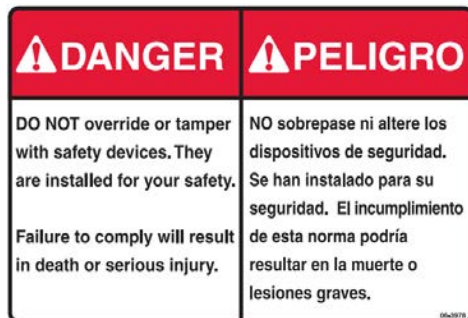 DANGER
DO NOT override or tamper
with safety devices. They
are installed for your safety.
Failure to comply will result
in death or serious injury.
PELIGRO
NO sobrepase ni altere los
dispositivos de seguridad.
Se han instalado para su
seguridad. El incumplimiento
de esta norma podría
resultar en la muerte o
lesiones graves.